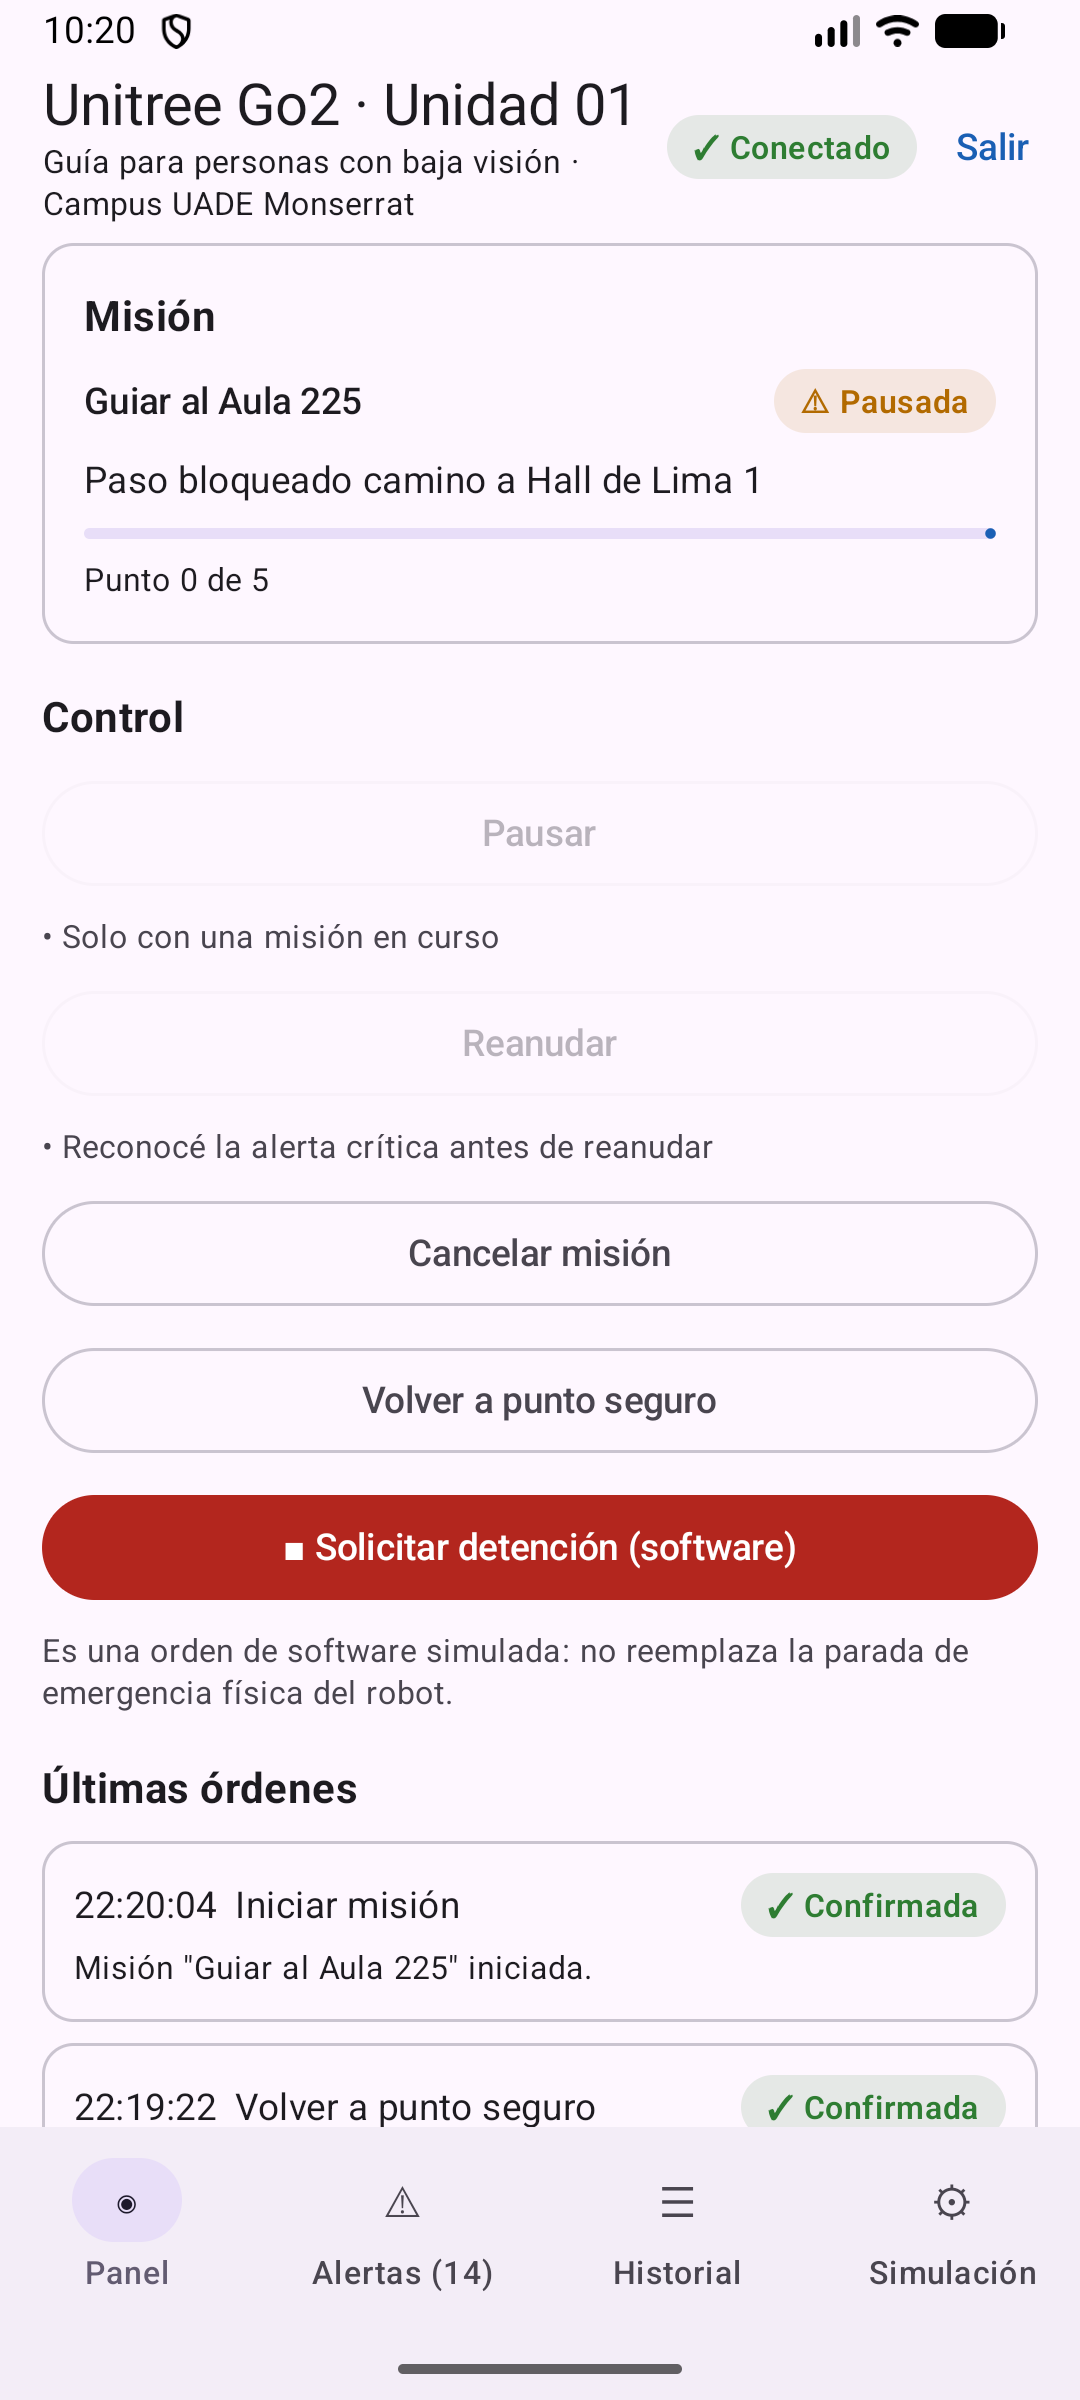 10:20
Unitree Go2 · Unidad 01
Guía para personas con baja visión ·
Campus UADE Monserrat
✓ Conectado
Salir
Misión
Guiar al Aula 225
⚠ Pausada
Paso bloqueado camino a Hall de Lima 1
Punto 0 de 5
Control
Pausar
• Solo con una misión en curso
Reanudar
• Reconocé la alerta crítica antes de reanudar
Cancelar misión
Volver a punto seguro
■ Solicitar detención (software)
Es una orden de software simulada: no reemplaza la parada de
emergencia física del robot.
Últimas órdenes
22:20:04 Iniciar misión
✓ Confirmada
Misión "Guiar al Aula 225" iniciada.
22:19:22 Volver a punto seguro
✓ Confirmada
Panel
Alertas (14)
Historial
Simulación